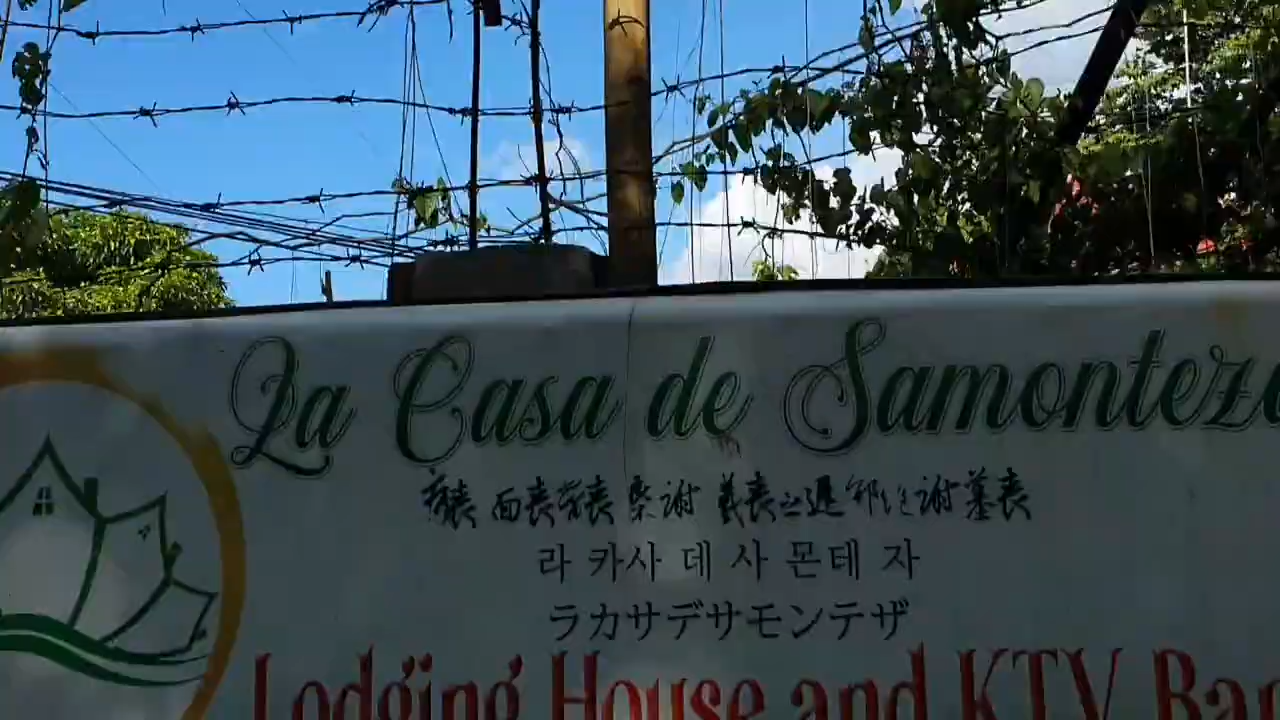 La Casa de Samonteza
라 카사 데 사 몬테 자
ラカサデサモンテザ
Lodging House and KTV Bar